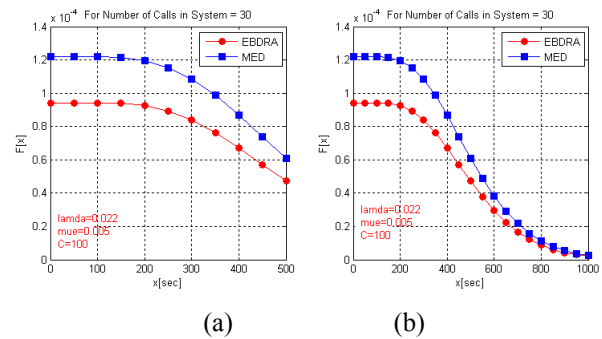 x 10⁻⁴ For Number of Calls in System = 30
1.4
1.2
1
0.8
0.6
0.4
0.2
0
F[x]
EBDRA
MED
lamda=0.022
mue=0.005
C=100
0 100 200 300 400 500
x[sec]
(a)
x 10⁻⁴ For Number of Calls in System = 30
1.4
1.2
1
0.8
0.6
0.4
0.2
0
F[x]
EBDRA
MED
lamda=0.022
mue=0.005
C=100
0 200 400 600 800 1000
x[sec]
(b)